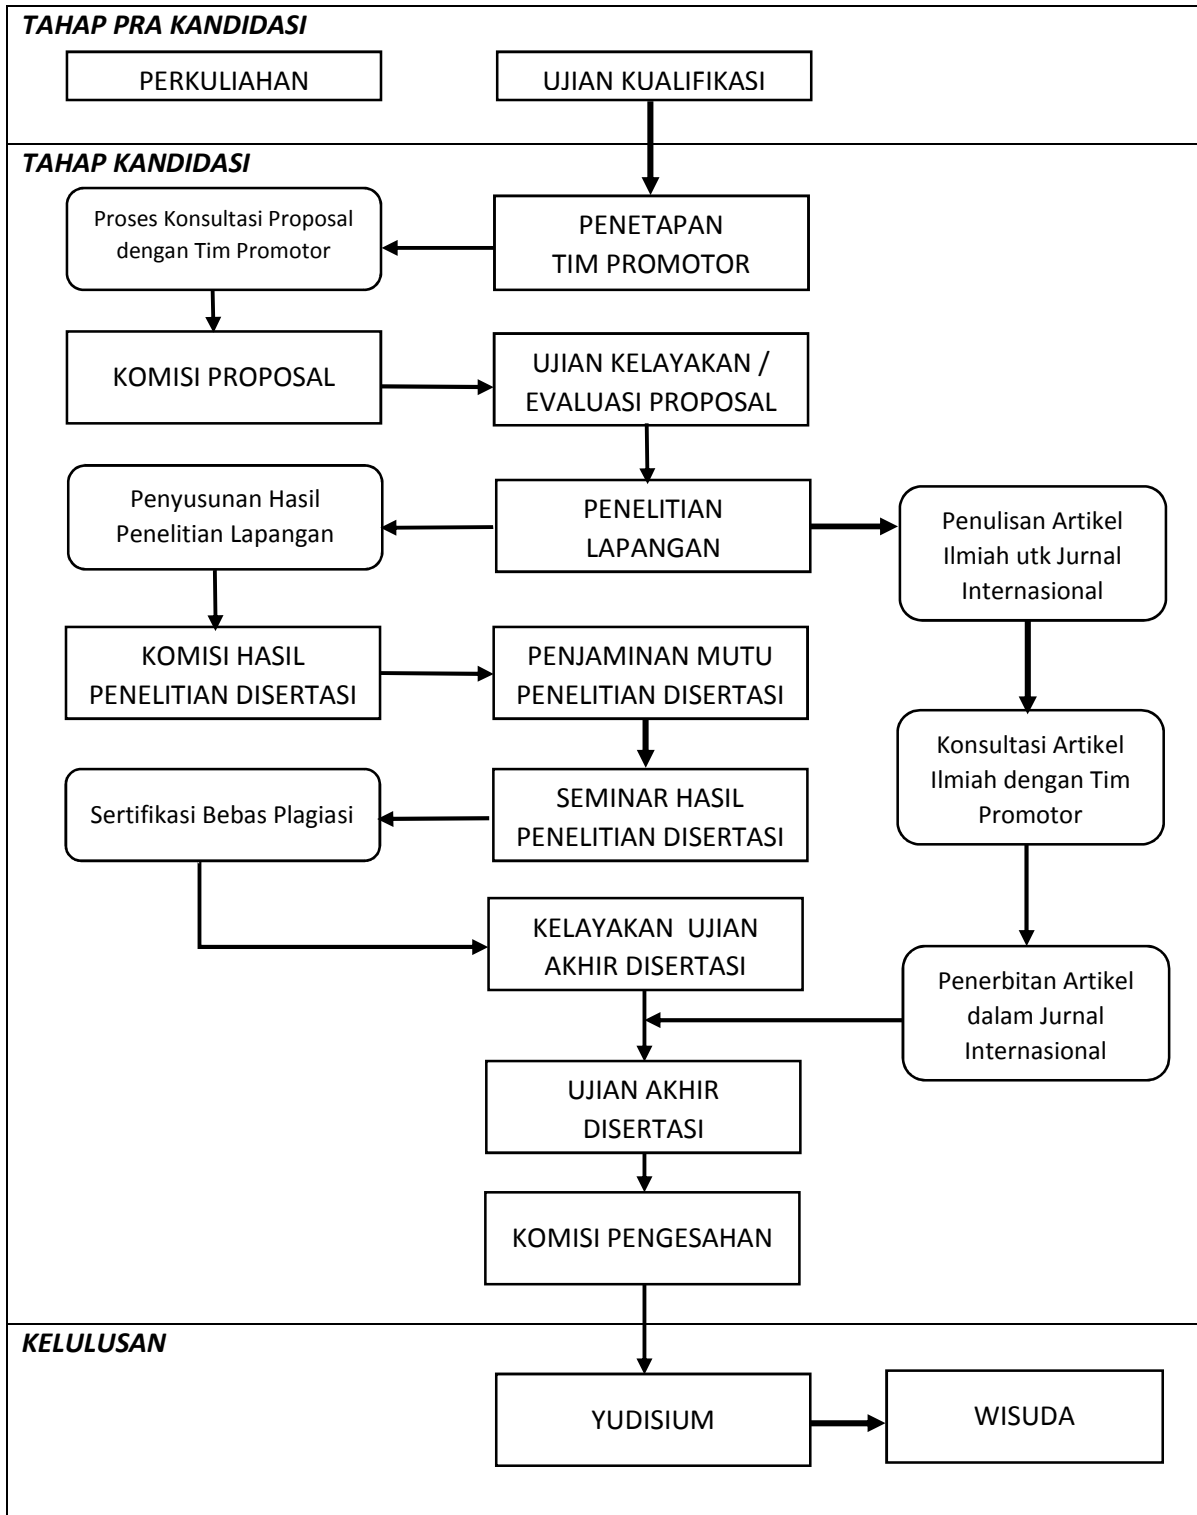 TAHAP PRA KANDIDASI
PERKULIAHAN
UJIAN KUALIFIKASI
TAHAP KANDIDASI
Proses Konsultasi Proposal
dengan Tim Promotor
PENETAPAN
TIM PROMOTOR
KOMISI PROPOSAL
UJIAN KELAYAKAN /
EVALUASI PROPOSAL
Penyusunan Hasil
Penelitian Lapangan
PENELITIAN
LAPANGAN
Penulisan Artikel
Ilmiah utk Jurnal
Internasional
KOMISI HASIL
PENELITIAN DISERTASI
PENJAMINAN MUTU
PENELITIAN DISERTASI
Konsultasi Artikel
Ilmiah dengan Tim
Promotor
Sertifikasi Bebas Plagiasi
SEMINAR HASIL
PENELITIAN DISERTASI
KELAYAKAN  UJIAN
AKHIR DISERTASI
Penerbitan Artikel
dalam Jurnal
Internasional
UJIAN AKHIR
DISERTASI
KOMISI PENGESAHAN
KELULUSAN
YUDISIUM
WISUDA